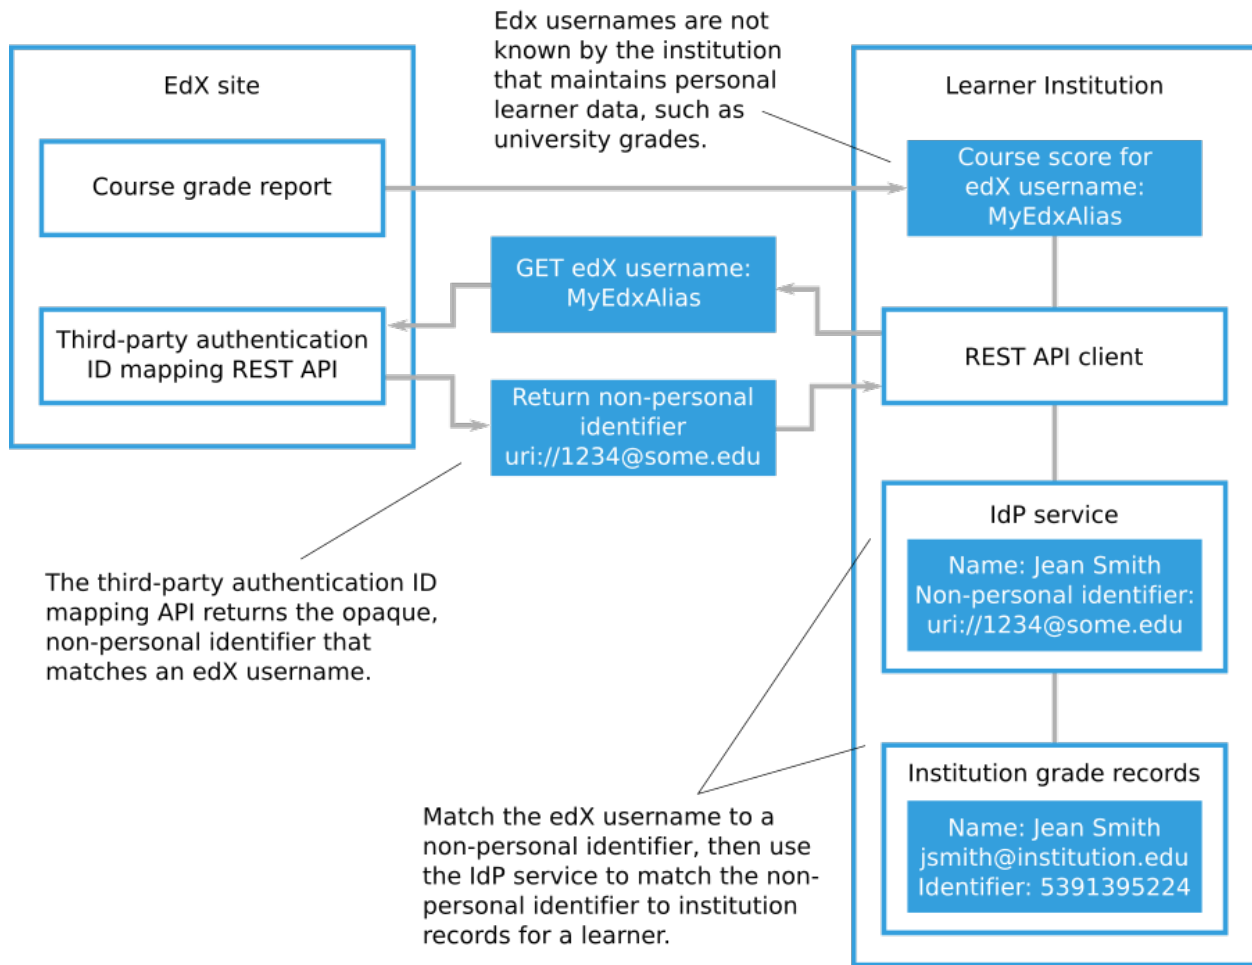 Edx usernames are not
known by the institution
that maintains personal
learner data, such as
university grades.
EdX site
Learner Institution
Course grade report
Course score for
edX username:
MyEdxAlias
GET edX username:
MyEdxAlias
Third-party authentication
ID mapping REST API
REST API client
Return non-personal
identifier
uri://1234@some.edu
IdP service
Name: Jean Smith
Non-personal identifier:
uri://1234@some.edu
The third-party authentication ID
mapping API returns the opaque,
non-personal identifier that
matches an edX username.
Institution grade records
Name: Jean Smith
jsmith@institution.edu
Identifier: 5391395224
Match the edX username to a
non-personal identifier, then use
the IdP service to match the non-
personal identifier to institution
records for a learner.